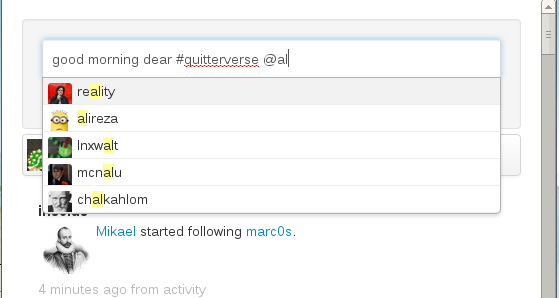 good morning dear #quitterverse @al
reality
alireza
lnxwalt
mcnalu
chalkahlom
Mikael started following marc0s.
4 minutes ago from activity